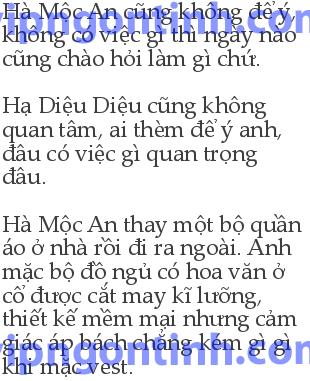 Hà Mộc An cũng không để ý,
không có việc gì thì ngày nào
cũng chào hỏi làm gì chứ.
Hạ Diệu Diệu cũng không
quan tâm, ai thèm để ý anh,
đâu có việc gì quan trọng
đâu.
Hà Mộc An thay một bộ quần
áo ở nhà rồi đi ra ngoài. Anh
mặc bộ đồ ngủ có hoa văn ở
cổ được cắt may kĩ lưỡng,
thiết kế mềm mại nhưng cảm
giác áp bách chẳng kém gì gì
khi mặc vest.